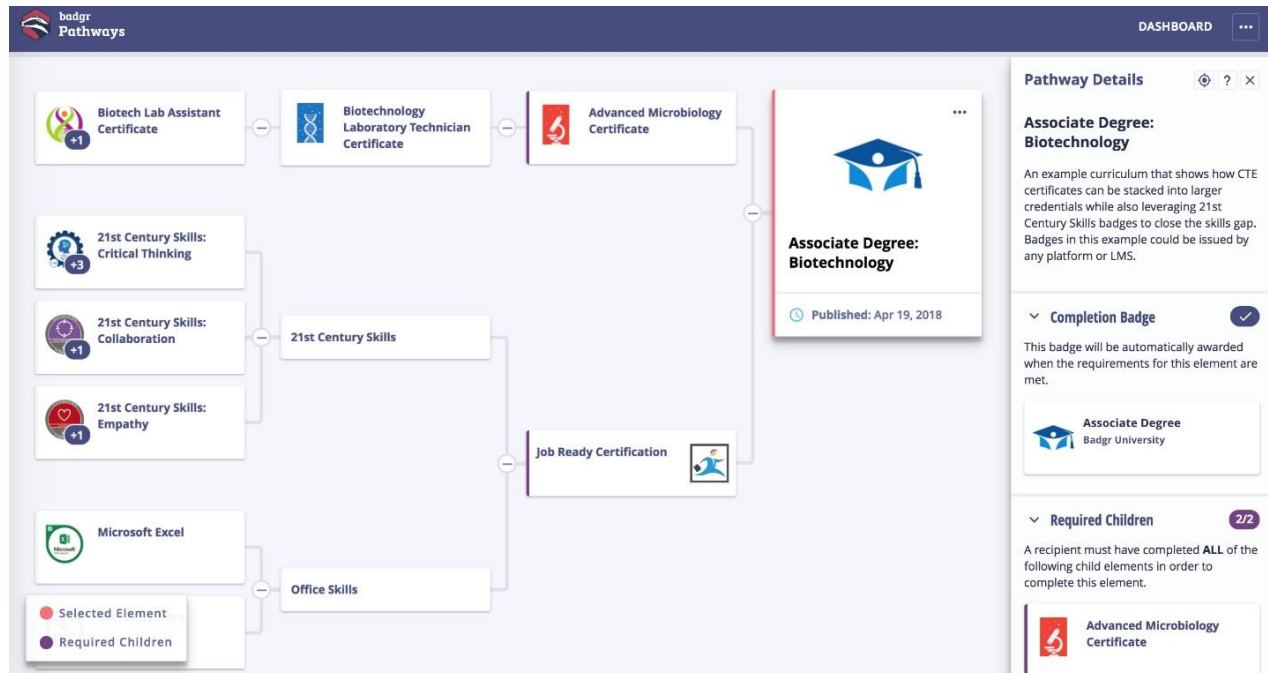 badgr
Pathways
DASHBOARD
Biotech Lab Assistant
Certificate
+1
Biotechnology
Laboratory Technician
Certificate
Advanced Microbiology
Certificate
21st Century Skills:
Critical Thinking
+3
21st Century Skills:
Collaboration
+1
21st Century Skills:
Empathy
+1
21st Century Skills
Job Ready Certification
Microsoft Excel
Microsoft
Office Skills
Selected Element
Required Children
Associate Degree:
Biotechnology
Published: Apr 19, 2018
Pathway Details
?
Associate Degree:
Biotechnology
An example curriculum that shows how CTE
certificates can be stacked into larger
credentials while also leveraging 21st
Century Skills badges to close the skills gap.
Badges in this example could be issued by
any platform or LMS.
Completion Badge
This badge will be automatically awarded
when the requirements for this element are
met.
Associate Degree
Badgr University
Required Children
2/2
A recipient must have completed ALL of the
following child elements in order to
complete this element.
Advanced Microbiology
Certificate